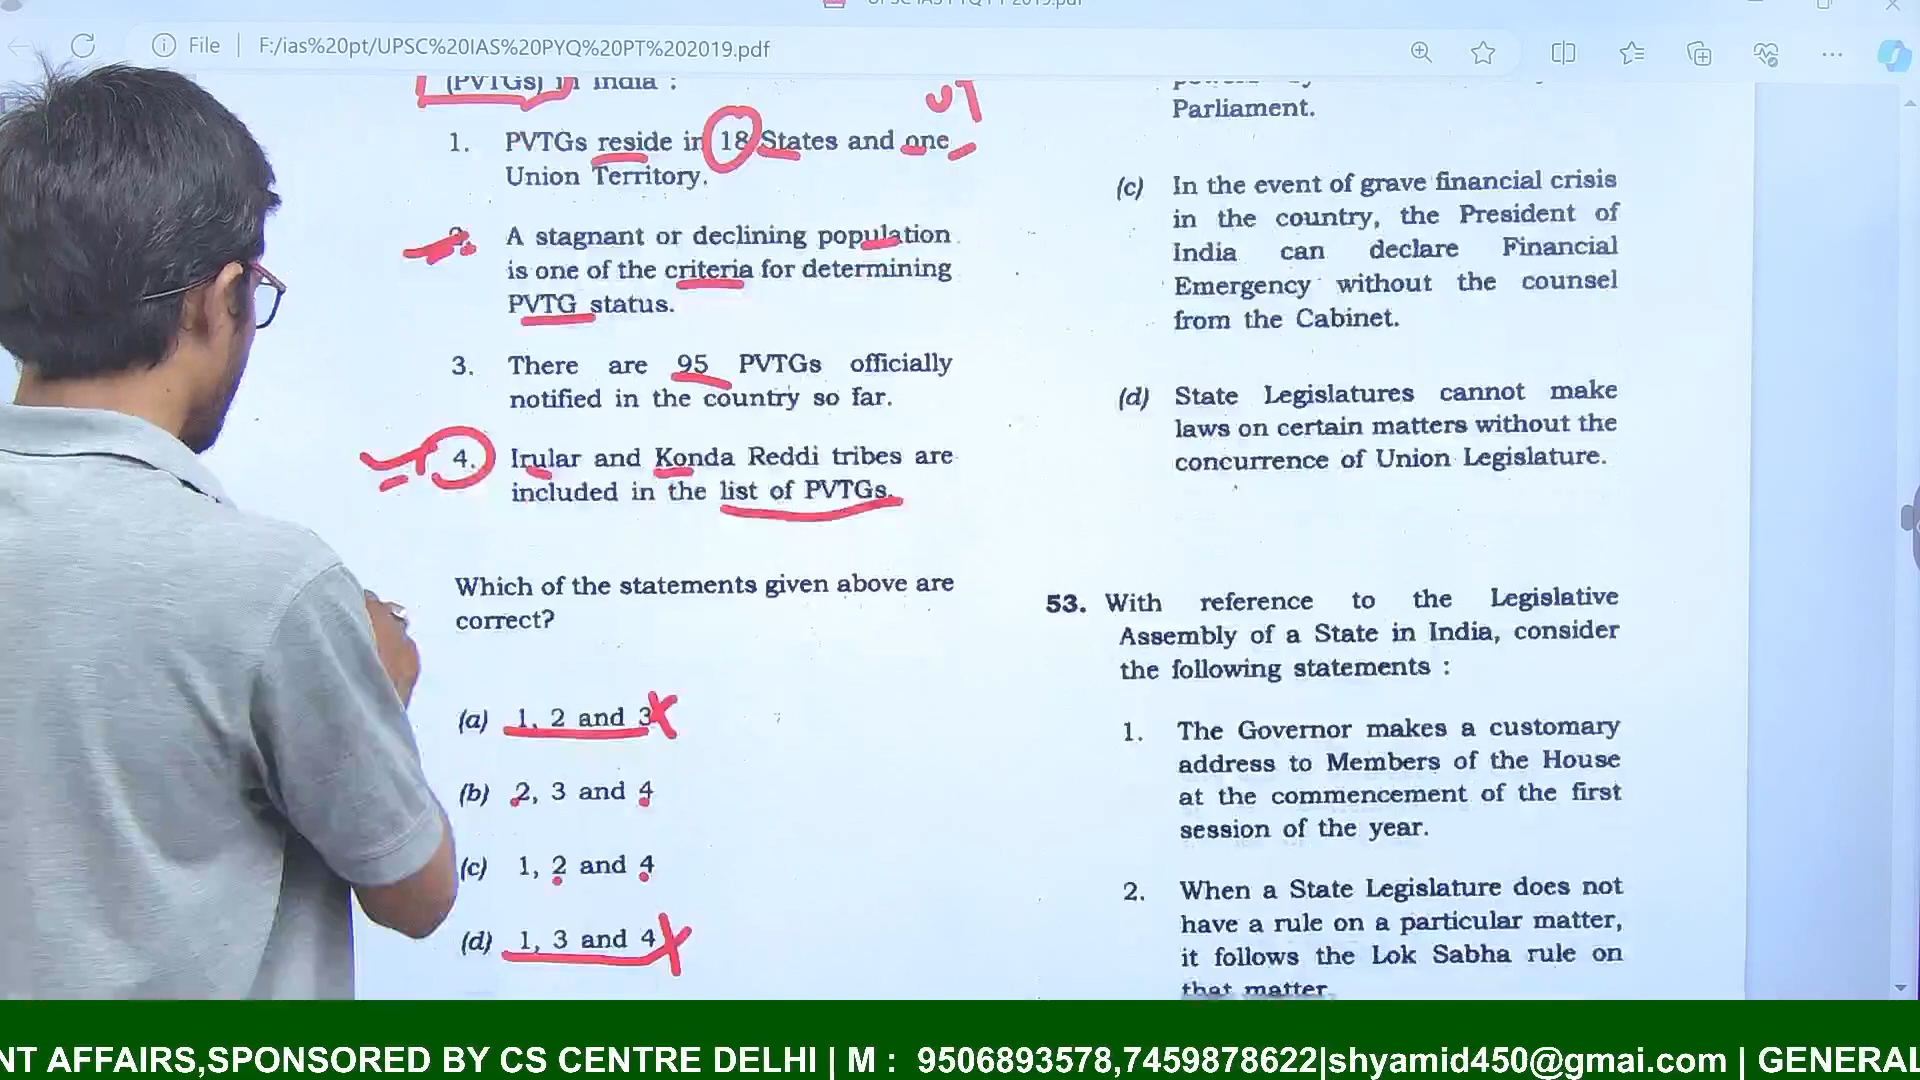 File
F:/ias%20pt/UPSC%20IAS%20PYQ%20PT%202019.pdf
(PVTGs) in India :
UT
1. PVTGs reside in 18 States and one
Union Territory.
2. A stagnant or declining population
is one of the criteria for determining
PVTG status.
3. There are 95 PVTGs officially
notified in the country so far.
4. Irular and Konda Reddi tribes are
included in the list of PVTGs.
Which of the statements given above are
correct?
(a) 1, 2 and 3
(b) 2, 3 and 4
(c) 1, 2 and 4
(d) 1, 3 and 4
Parliament.
(c) In the event of grave financial crisis
in the country, the President of
India can declare Financial
Emergency without the counsel
from the Cabinet.
(d) State Legislatures cannot make
laws on certain matters without the
concurrence of Union Legislature.
53. With reference to the Legislative
Assembly of a State in India, consider
the following statements :
1. The Governor makes a customary
address to Members of the House
at the commencement of the first
session of the year.
2. When a State Legislature does not
have a rule on a particular matter,
it follows the Lok Sabha rule on
that matter.
NT AFFAIRS,SPONSORED BY CS CENTRE DELHI | M : 9506893578,7459878622|shyamid450@gmai.com | GENERAL